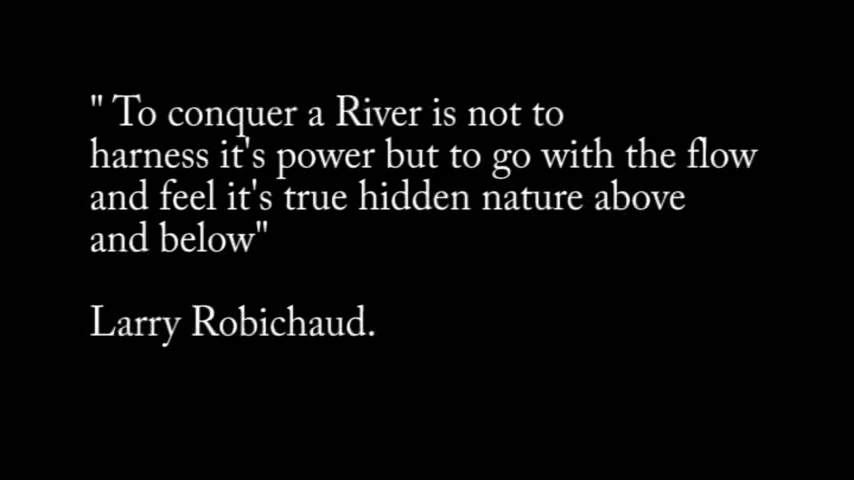 " To conquer a River is not to
harness it's power but to go with the flow
and feel it's true hidden nature above
and below"
Larry Robichaud.